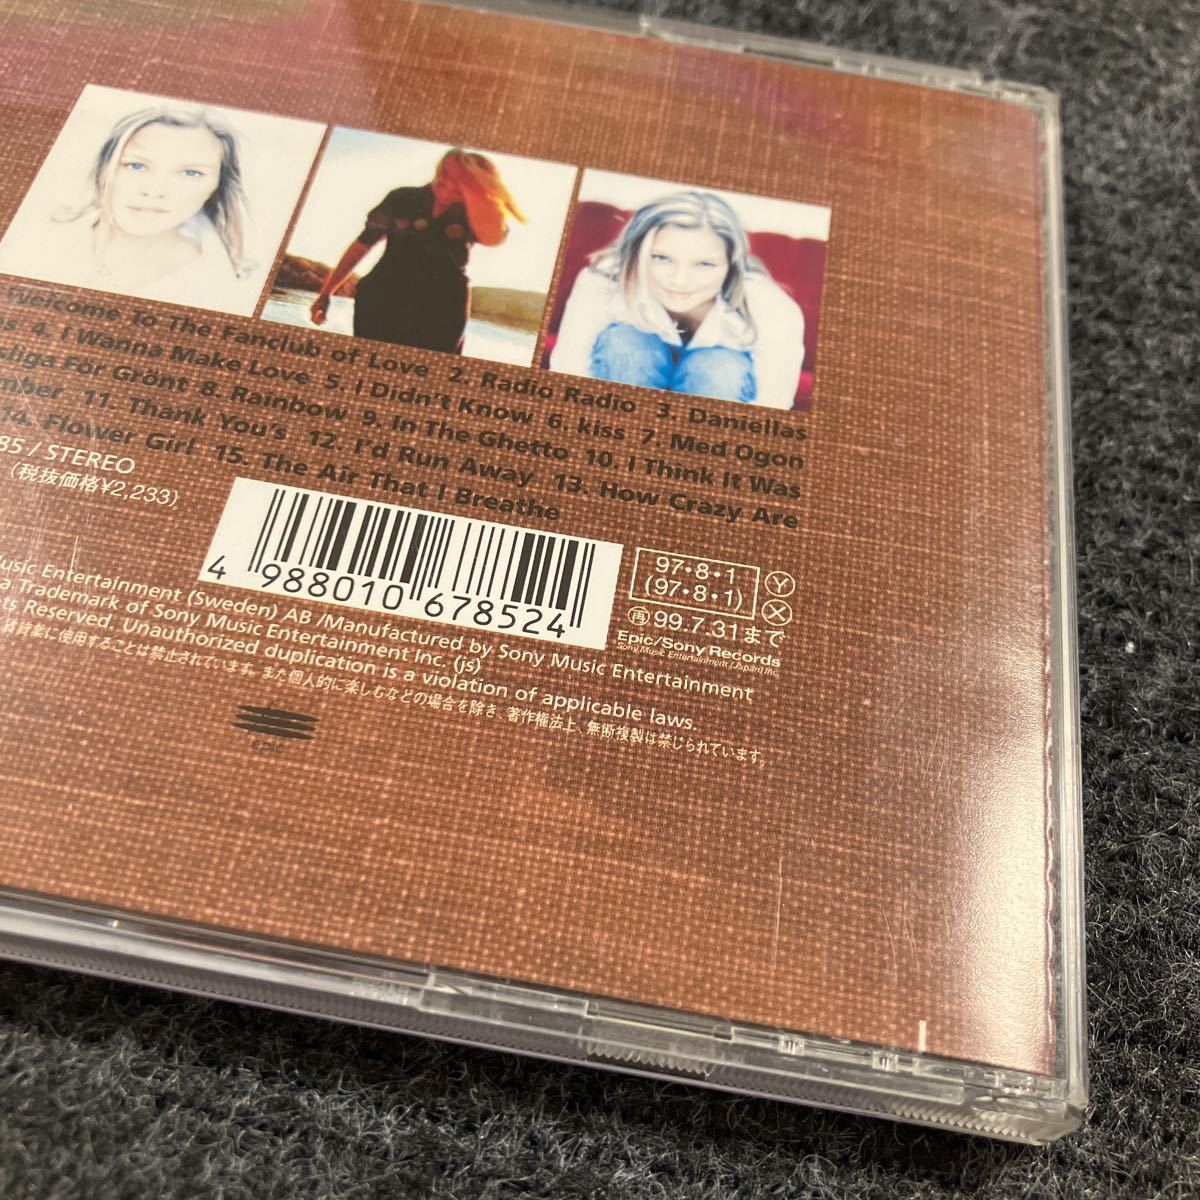 Welcome To The Fanclub of Love 2. Radio Radio 3. Daniellas
4. I Wanna Make Love 5. I Didn't Know 6. kiss 7. Med Ogon
För Grönt 8. Rainbow 9. In The Ghetto 10. I Think It Was
11. Thank You's 12. I'd Run Away 13. How Crazy Are
14. Flower Girl 15. The Air That I Breathe
85 / STEREO
(税抜価格¥2,233)
4 988010 678524
97・8・1
(97・8・1)
Ⓨ
Ⓧ
再99.7.31まで
Epic/Sony Records
Sony Music Entertainment (Japan) Inc.
Music Entertainment (Sweden) AB /Manufactured by Sony Music Entertainment
a Trademark of Sony Music Entertainment Inc. (js)
Reserved. Unauthorized duplication is a violation of applicable laws.
賃貸業に使用することは禁止されています。また個人的に楽しむなどの場合を除き、著作権法上、無断複製は禁じられています。
epic